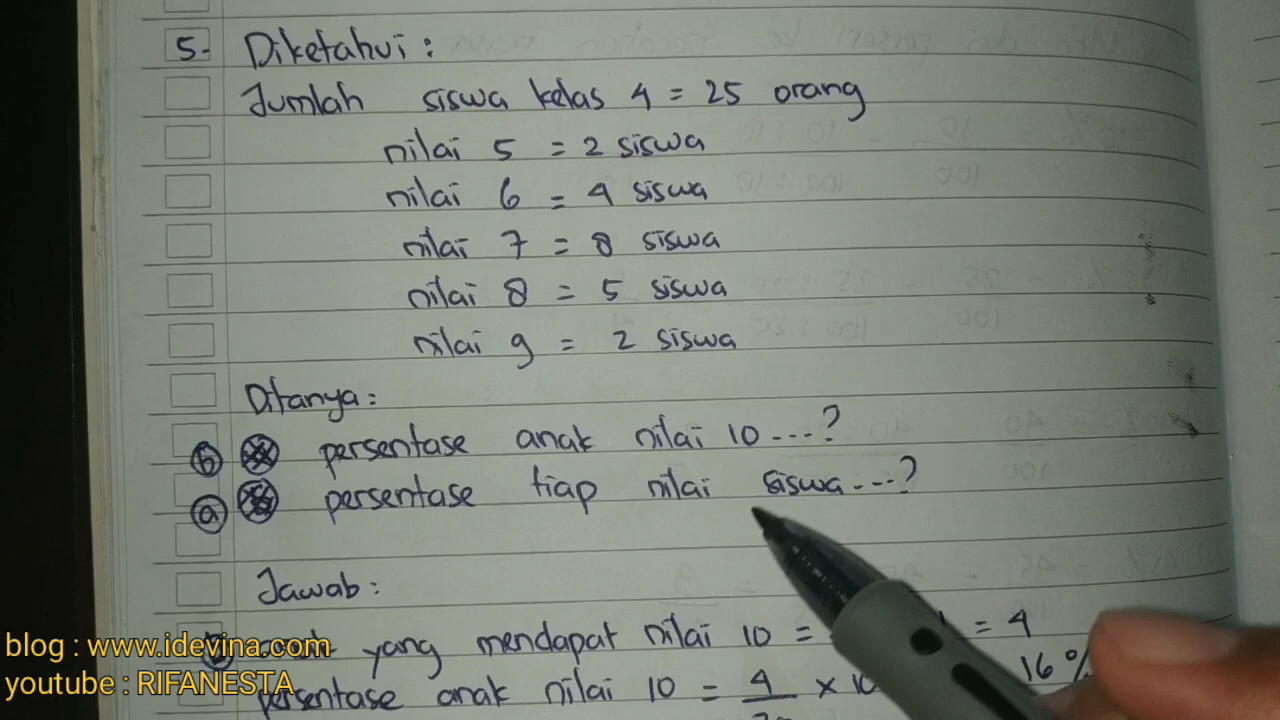 5. Diketahui :
Jumlah siswa kelas 4 = 25 orang
nilai 5 = 2 siswa
nilai 6 = 4 siswa
nilai 7 = 8 siswa
nilai 8 = 5 siswa
nilai 9 = 2 siswa
Ditanya :
b persentase anak nilai 10 ---?
a persentase tiap nilai siswa ---?
Jawab :
b yang mendapat nilai 10 = = 4
persentase anak nilai 10 = 4 x 16%
blog : www.idevina.com
youtube : RIFANESTA